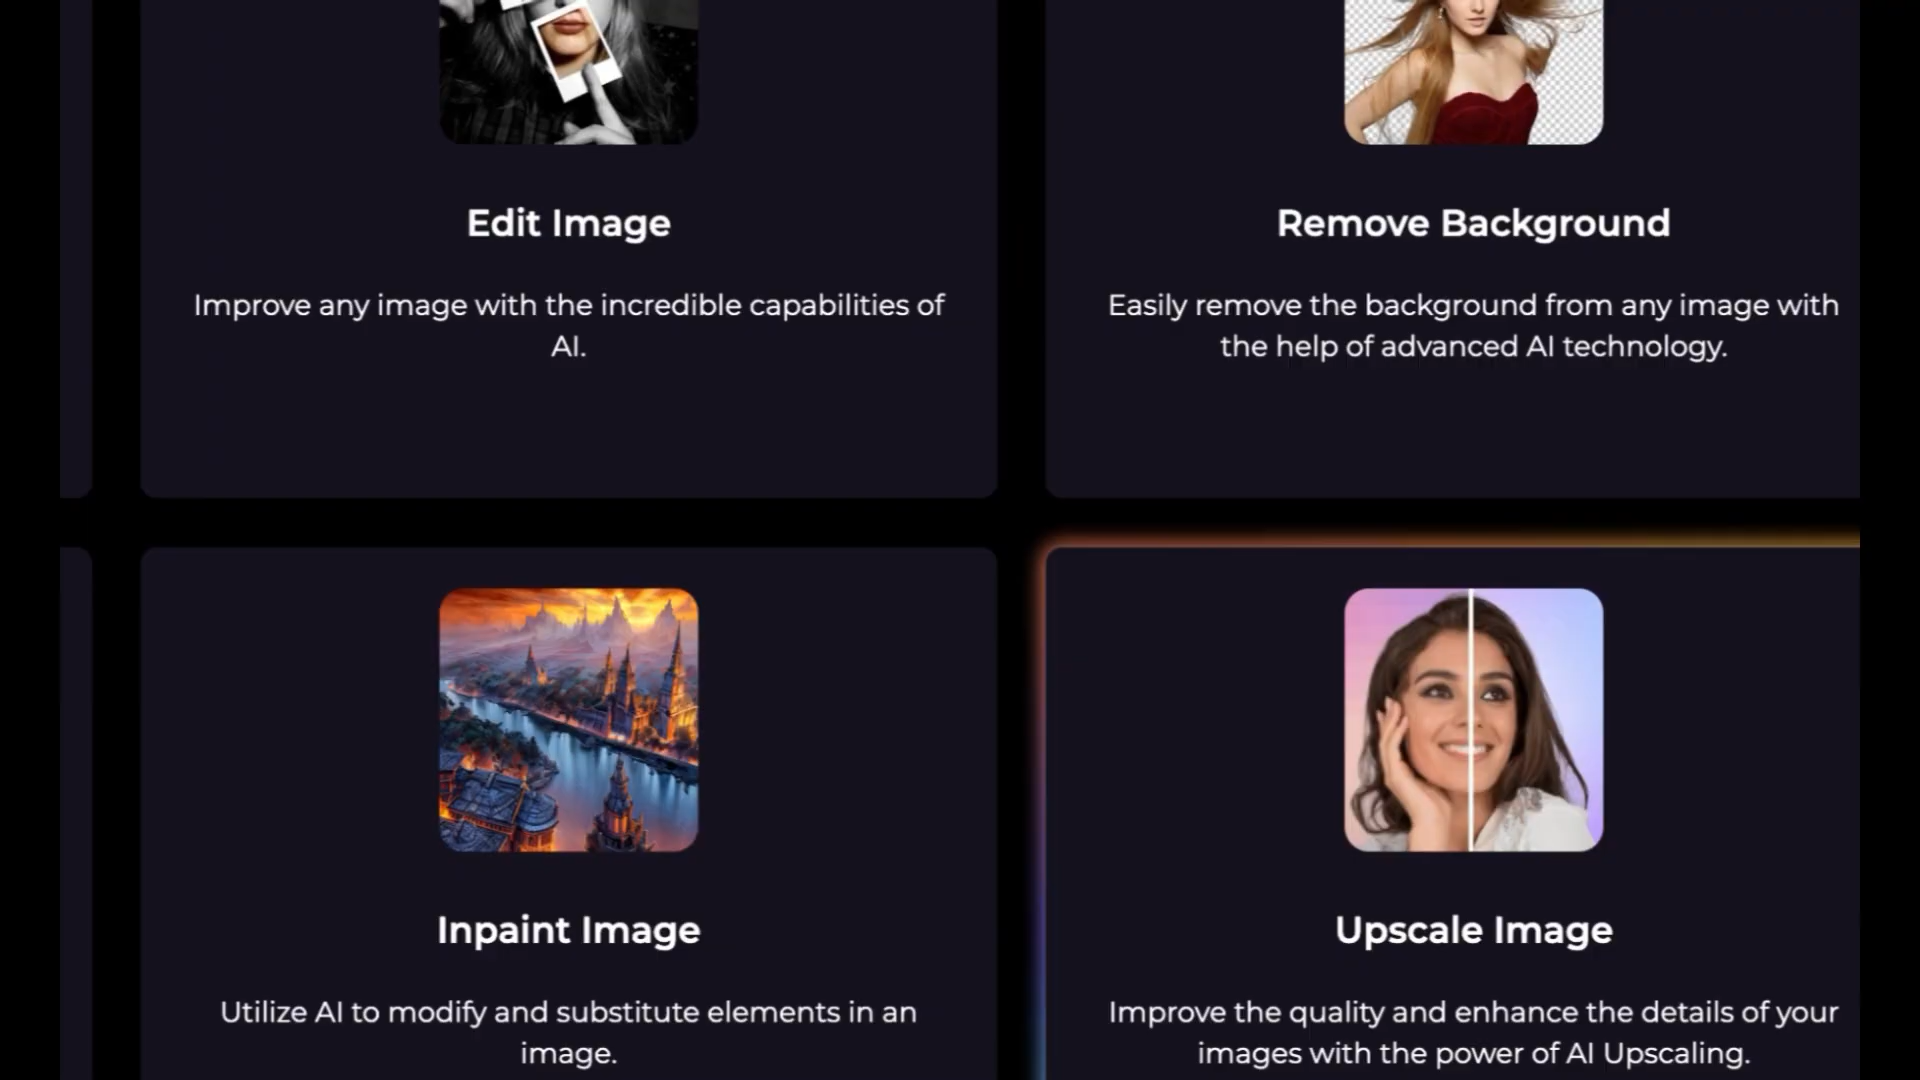 Edit Image
Improve any image with the incredible capabilities of
AI.
Remove Background
Easily remove the background from any image with
the help of advanced AI technology.
Inpaint Image
Utilize AI to modify and substitute elements in an
image.
Upscale Image
Improve the quality and enhance the details of your
images with the power of AI Upscaling.